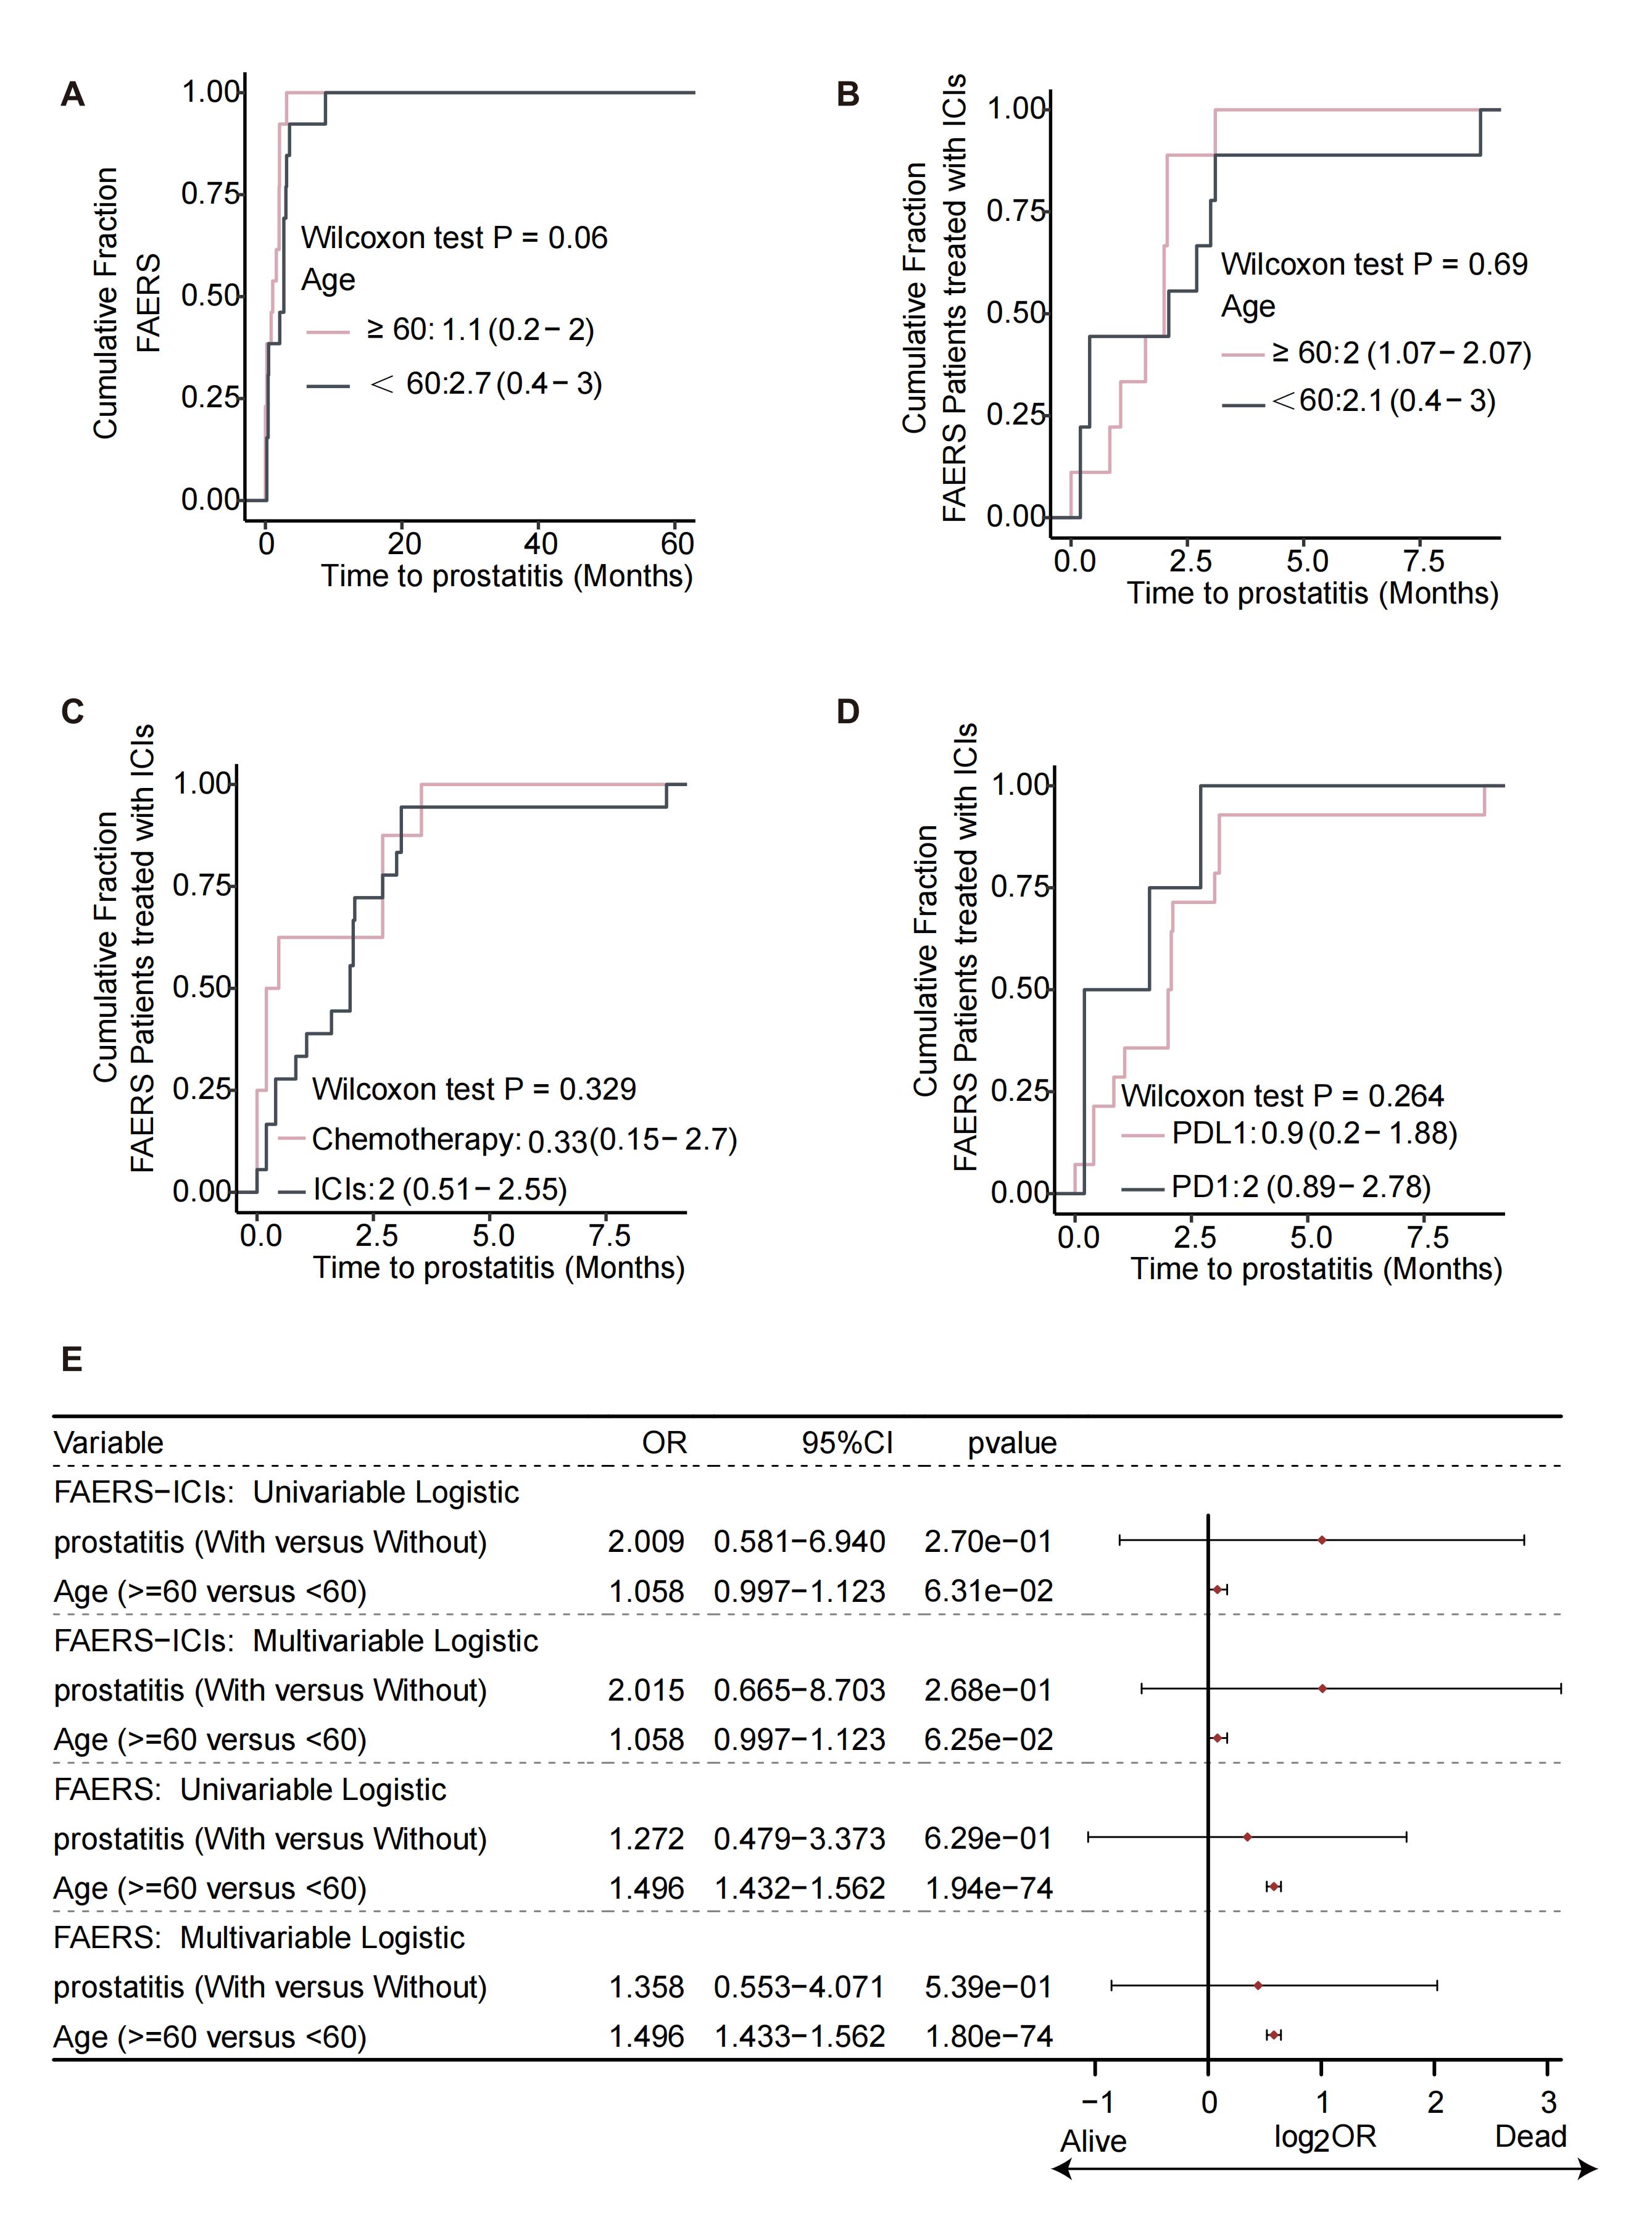 A
Cumulative Fraction
FAERS
1.00
0.75
0.50
0.25
0.00
Wilcoxon test P = 0.06
Age
≥ 60: 1.1 (0.2− 2)
< 60:2.7 (0.4− 3)
0 20 40 60
Time to prostatitis (Months)
B
Cumulative Fraction
FAERS Patients treated with ICIs
1.00
0.75
0.50
0.25
0.00
Wilcoxon test P = 0.69
Age
≥ 60:2 (1.07− 2.07)
<60:2.1 (0.4− 3)
0.0 2.5 5.0 7.5
Time to prostatitis (Months)
C
Cumulative Fraction
FAERS Patients treated with ICIs
1.00
0.75
0.50
0.25
0.00
Wilcoxon test P = 0.329
Chemotherapy: 0.33(0.15− 2.7)
ICIs:2 (0.51− 2.55)
0.0 2.5 5.0 7.5
Time to prostatitis (Months)
D
Cumulative Fraction
FAERS Patients treated with ICIs
1.00
0.75
0.50
0.25
0.00
Wilcoxon test P = 0.264
PDL1:0.9 (0.2− 1.88)
PD1:2 (0.89− 2.78)
0.0 2.5 5.0 7.5
Time to prostatitis (Months)
E
Variable OR 95%CI pvalue
FAERS−ICIs: Univariable Logistic
prostatitis (With versus Without) 2.009 0.581−6.940 2.70e−01
Age (>=60 versus <60) 1.058 0.997−1.123 6.31e−02
FAERS−ICIs: Multivariable Logistic
prostatitis (With versus Without) 2.015 0.665−8.703 2.68e−01
Age (>=60 versus <60) 1.058 0.997−1.123 6.25e−02
FAERS: Univariable Logistic
prostatitis (With versus Without) 1.272 0.479−3.373 6.29e−01
Age (>=60 versus <60) 1.496 1.432−1.562 1.94e−74
FAERS: Multivariable Logistic
prostatitis (With versus Without) 1.358 0.553−4.071 5.39e−01
Age (>=60 versus <60) 1.496 1.433−1.562 1.80e−74
−1 0 1 2 3
Alive log2OR Dead